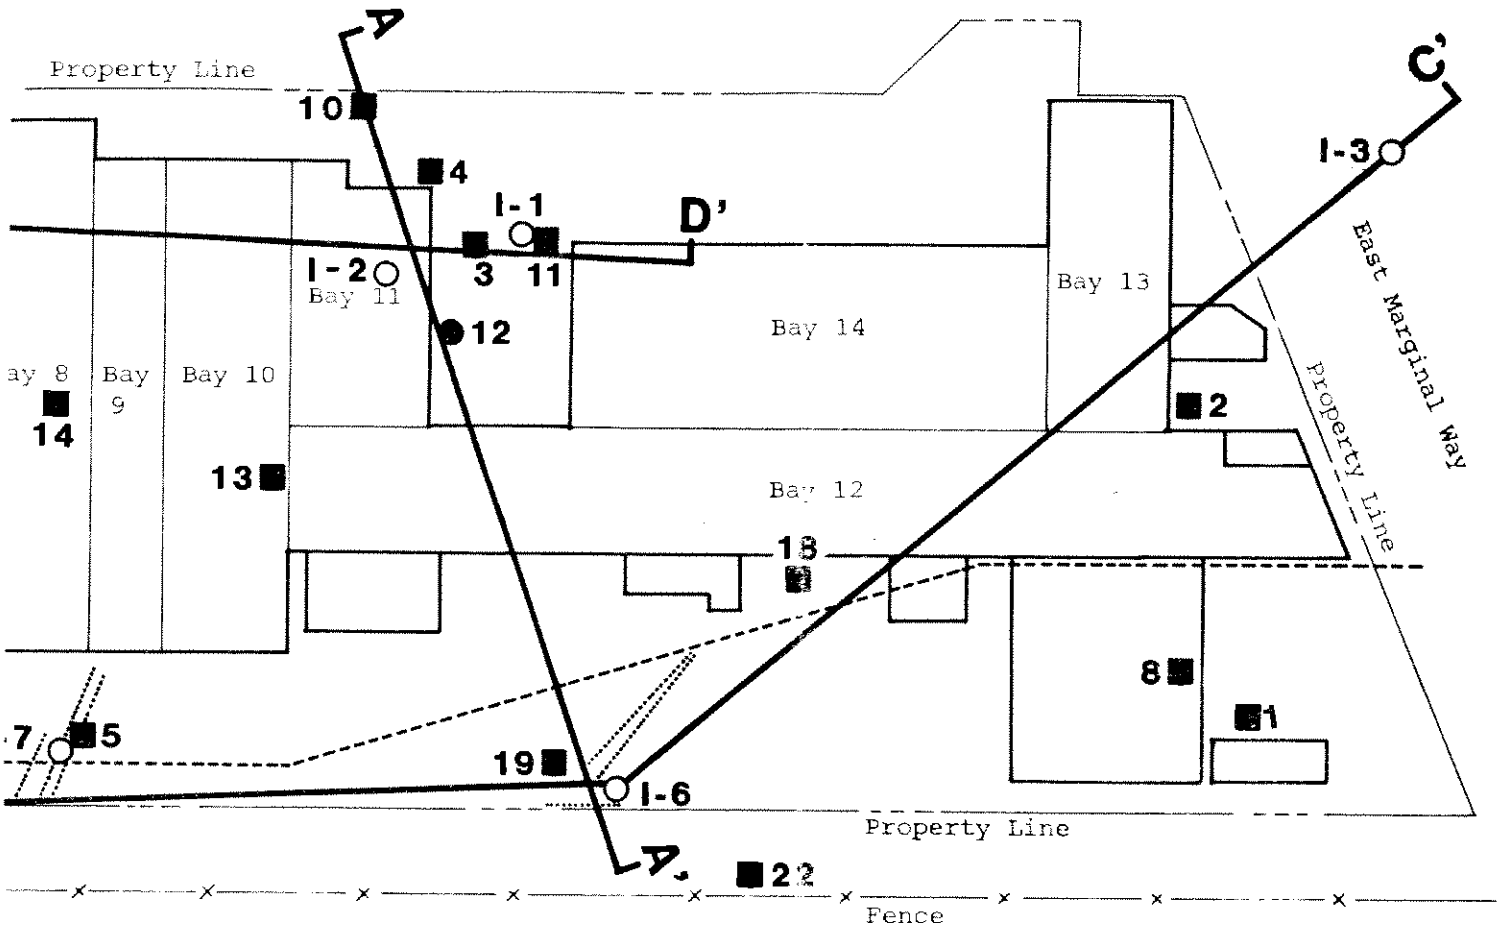 A
C'
Property Line
10
I-3
4
I-1
D'
3
11
I-2
Bay 11
Bay 13
12
Bay 14
East Marginal Way
ay 8
Bay
9
Bay 10
Property Line
2
14
13
Bay 12
18
8
1
-7
5
19
I-6
Property Line
A'
22
Fence